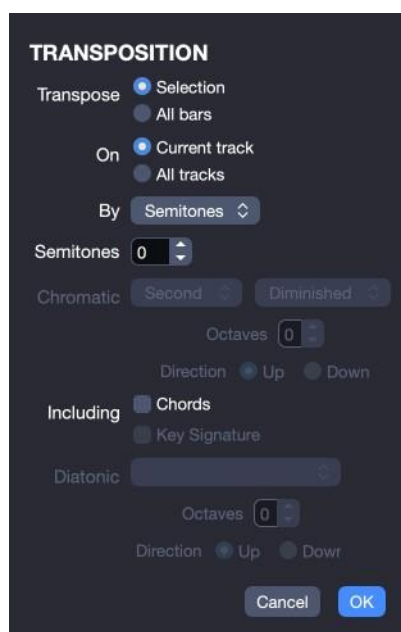 TRANSPOSITION
Transpose Selection
All bars
On Current track
All tracks
By Semitones
Semitones 0
Chromatic Second Diminished
Octaves 0
Direction Up Down
Including Chords
Key Signature
Diatonic
Octaves 0
Direction Up Dowr
Cancel OK